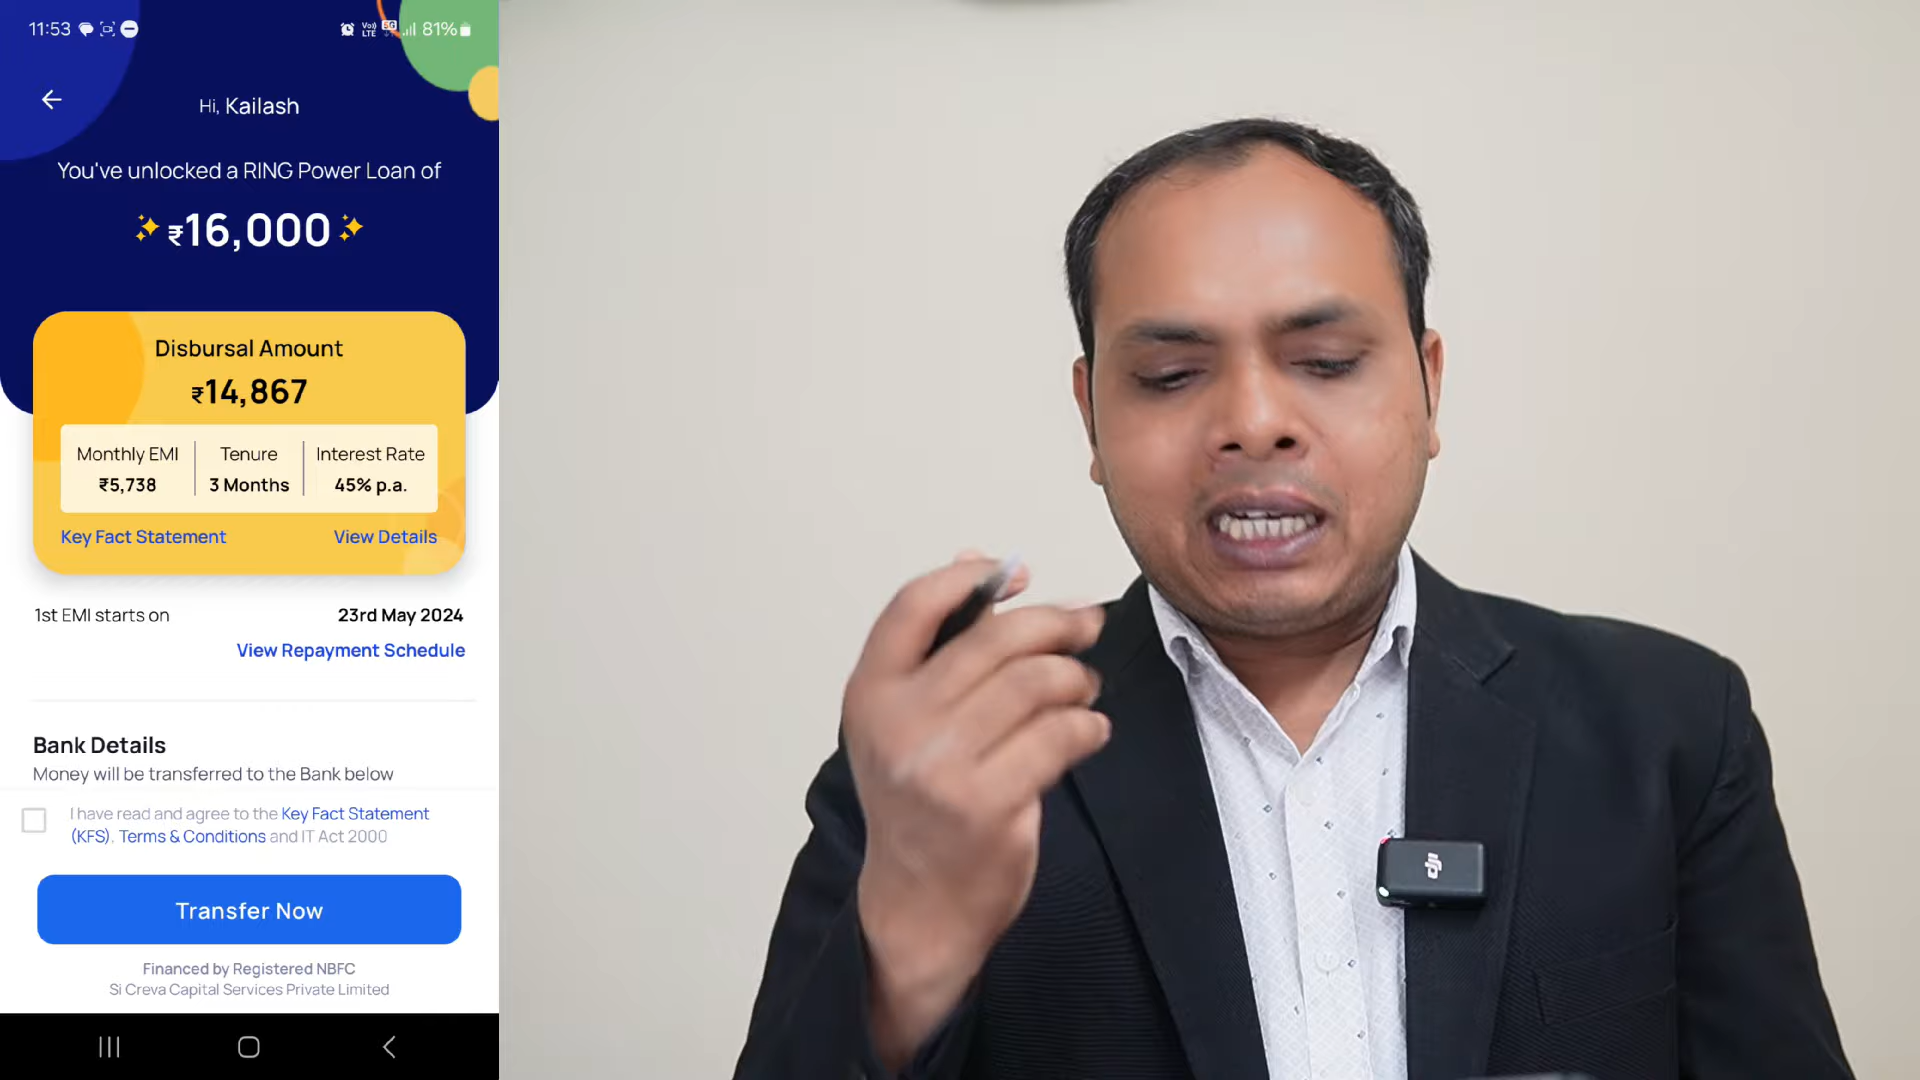 11:53
Vo))
LTE
5G
81%
Hi, Kailash
You've unlocked a RING Power Loan of
₹16,000
Disbursal Amount
₹14,867
Monthly EMI
₹5,738
Tenure
3 Months
Interest Rate
45% p.a.
Key Fact Statement
View Details
1st EMI starts on
23rd May 2024
View Repayment Schedule
Bank Details
Money will be transferred to the Bank below
I have read and agree to the Key Fact Statement
(KFS), Terms & Conditions and IT Act 2000
Transfer Now
Financed by Registered NBFC
Si Creva Capital Services Private Limited